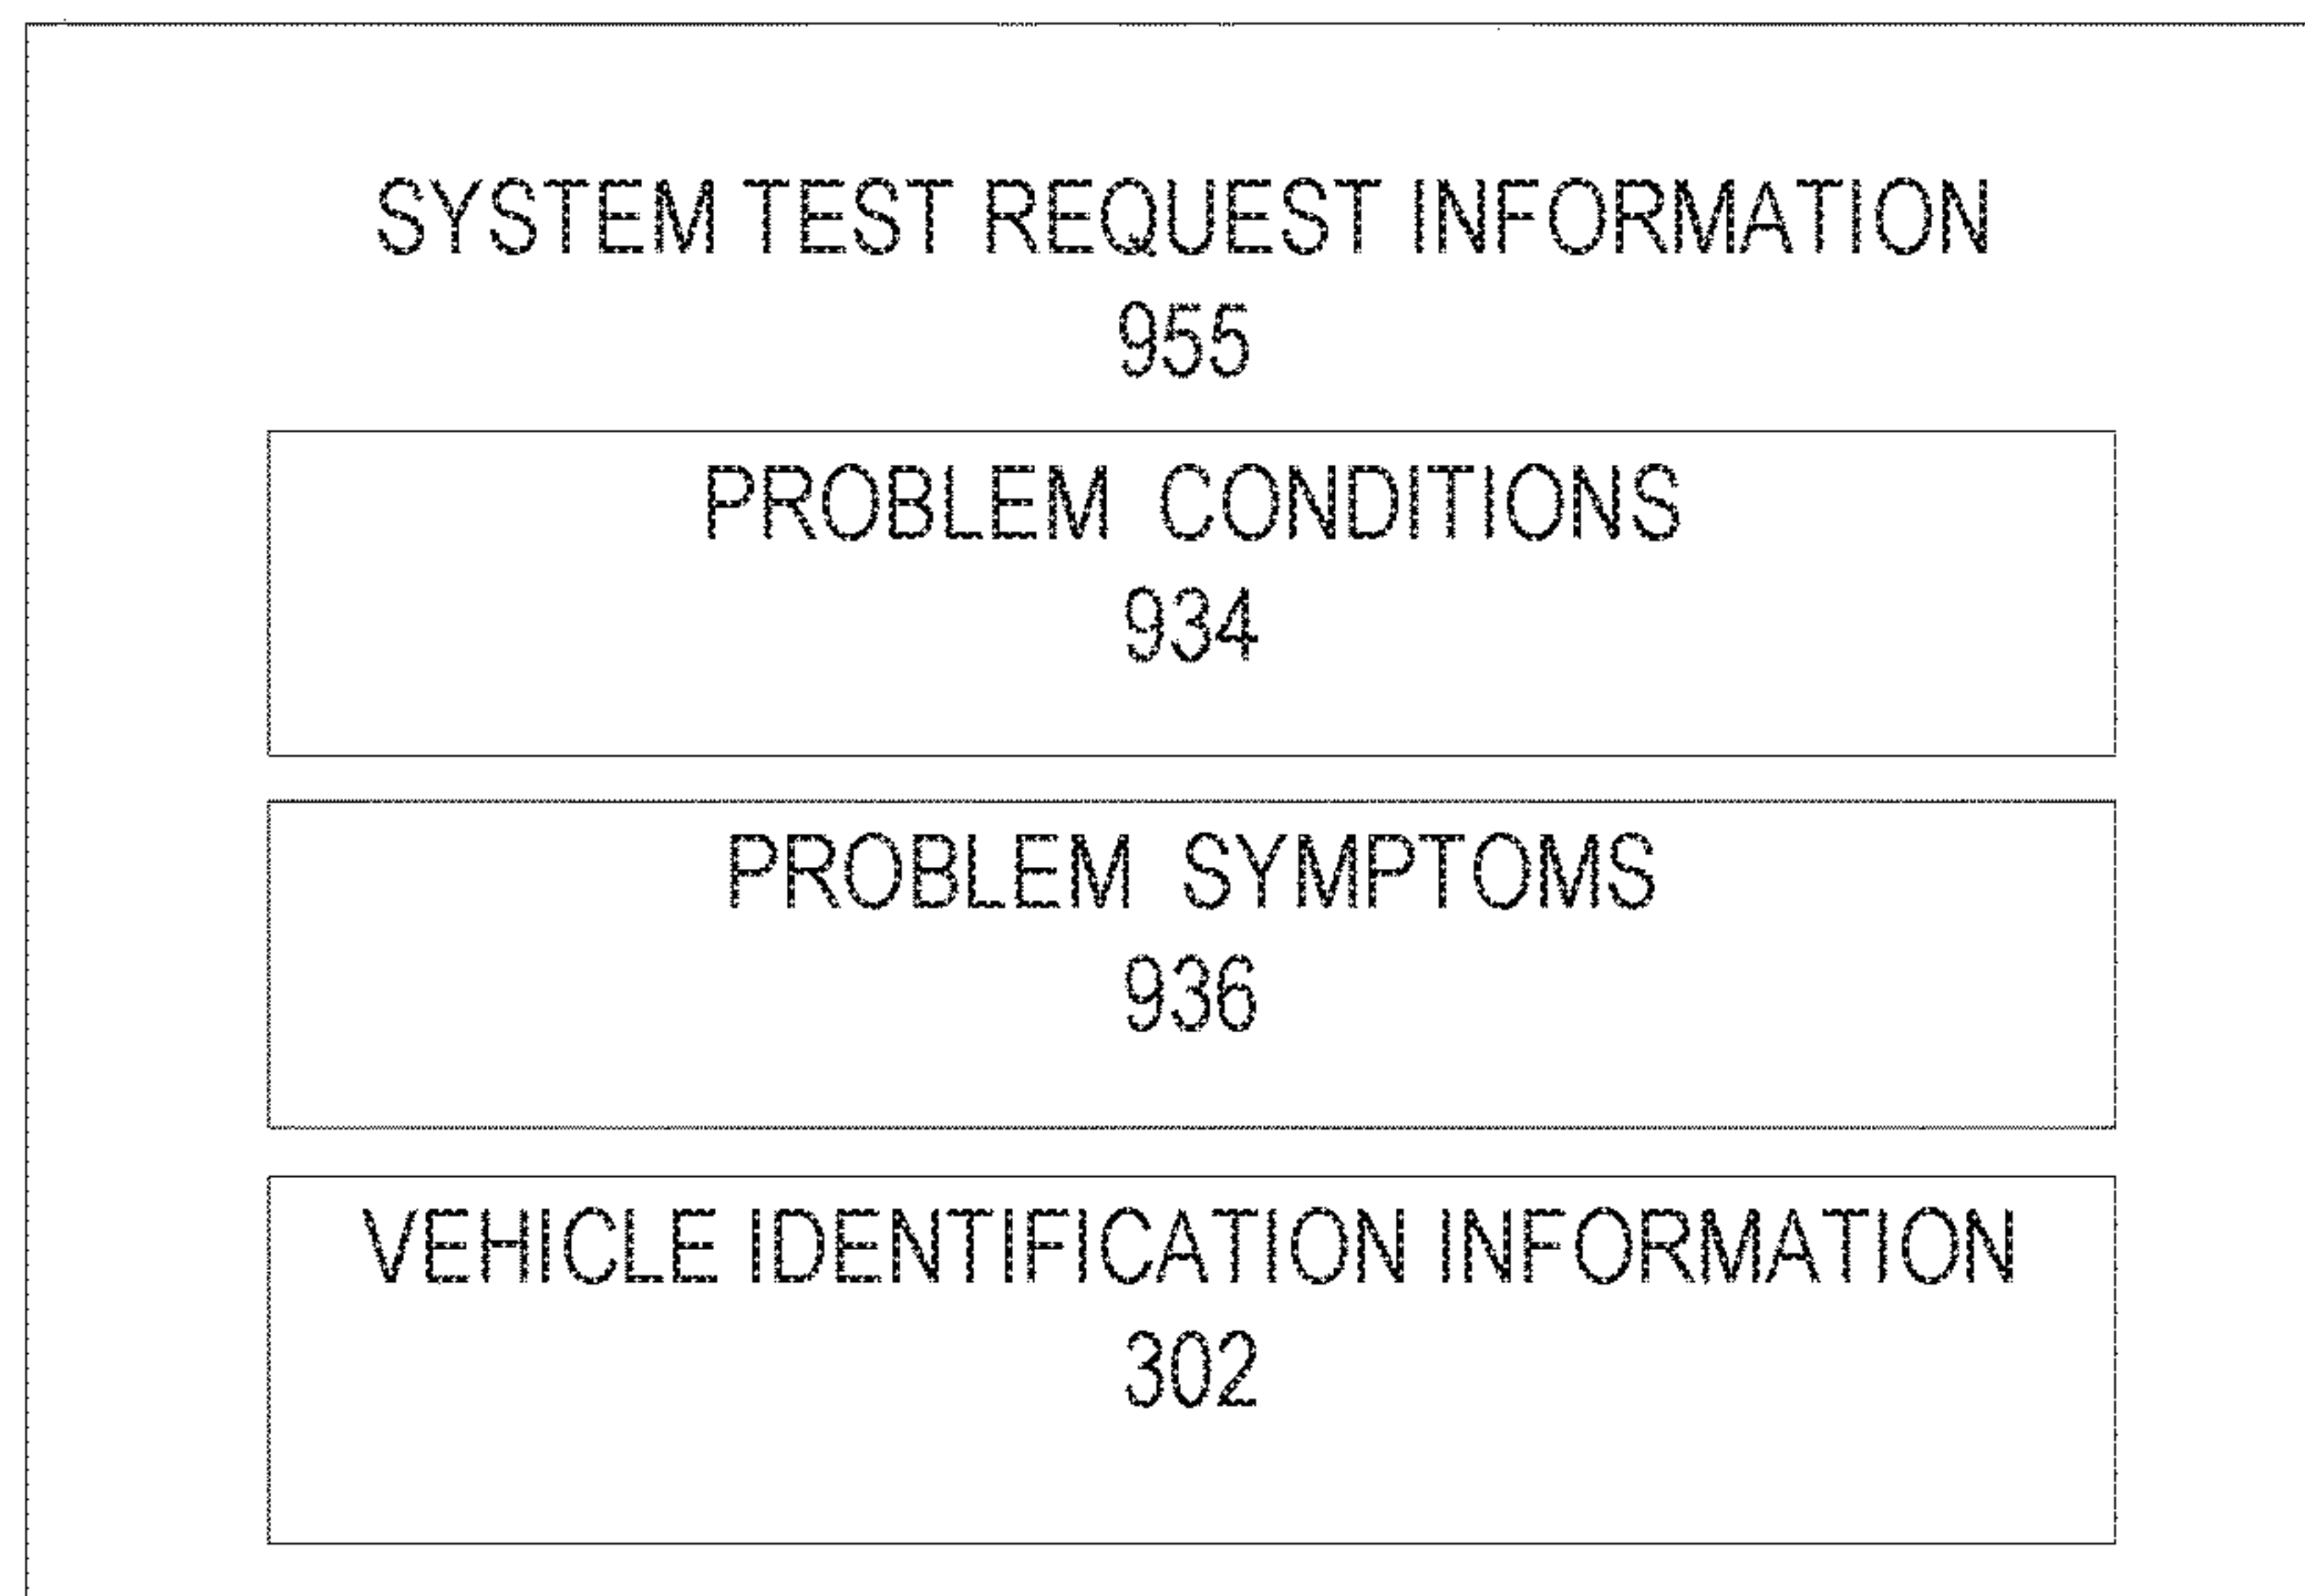 SYSTEM TEST REQUEST INFORMATION
955
PROBLEM CONDITIONS
934
PROBLEM SYMPTOMS
936
VEHICLE IDENTIFICATION INFORMATION
302